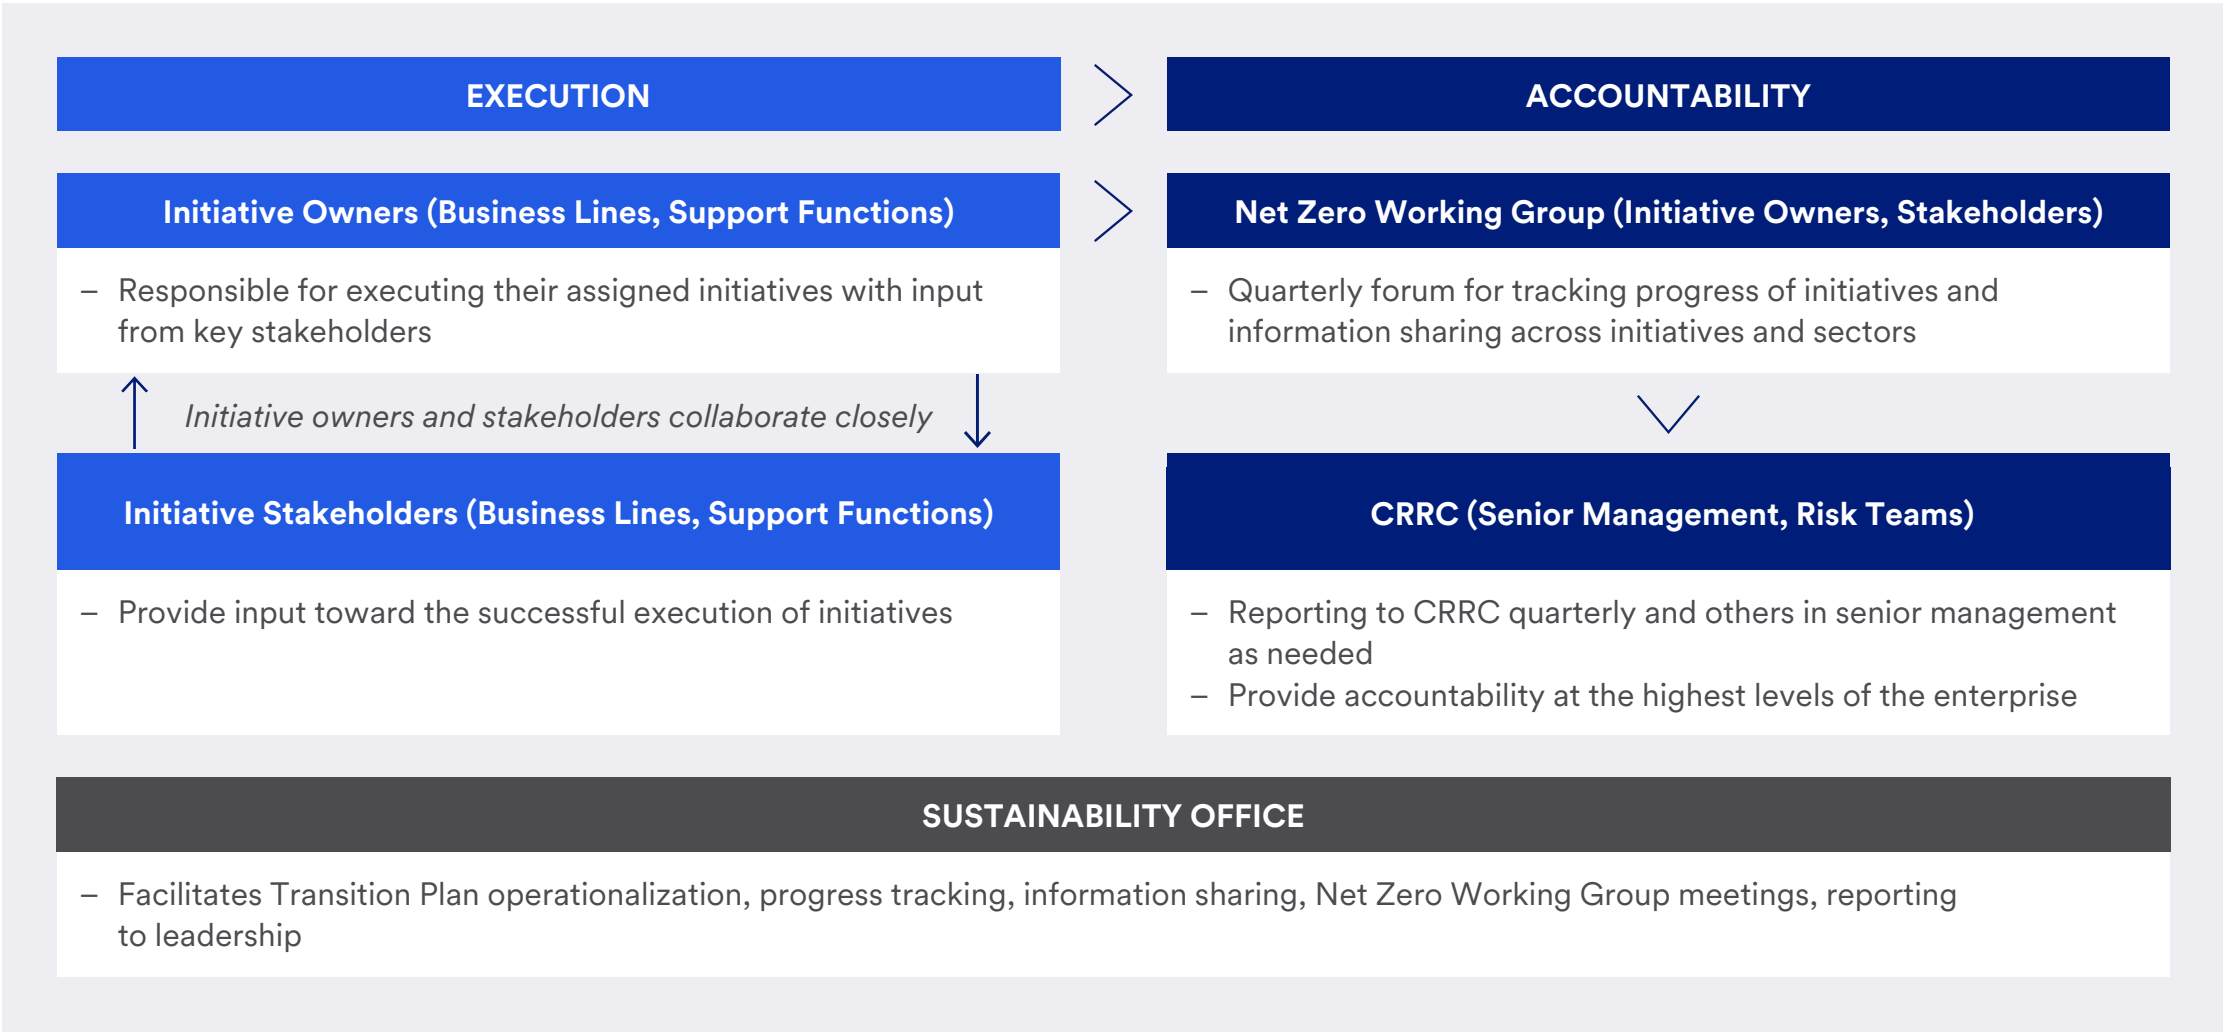 EXECUTION
ACCOUNTABILITY
Initiative Owners (Business Lines, Support Functions)
– Responsible for executing their assigned initiatives with input
from key stakeholders
Net Zero Working Group (Initiative Owners, Stakeholders)
– Quarterly forum for tracking progress of initiatives and
information sharing across initiatives and sectors
Initiative owners and stakeholders collaborate closely
Initiative Stakeholders (Business Lines, Support Functions)
– Provide input toward the successful execution of initiatives
CRRC (Senior Management, Risk Teams)
– Reporting to CRRC quarterly and others in senior management
as needed
– Provide accountability at the highest levels of the enterprise
SUSTAINABILITY OFFICE
– Facilitates Transition Plan operationalization, progress tracking, information sharing, Net Zero Working Group meetings, reporting
to leadership